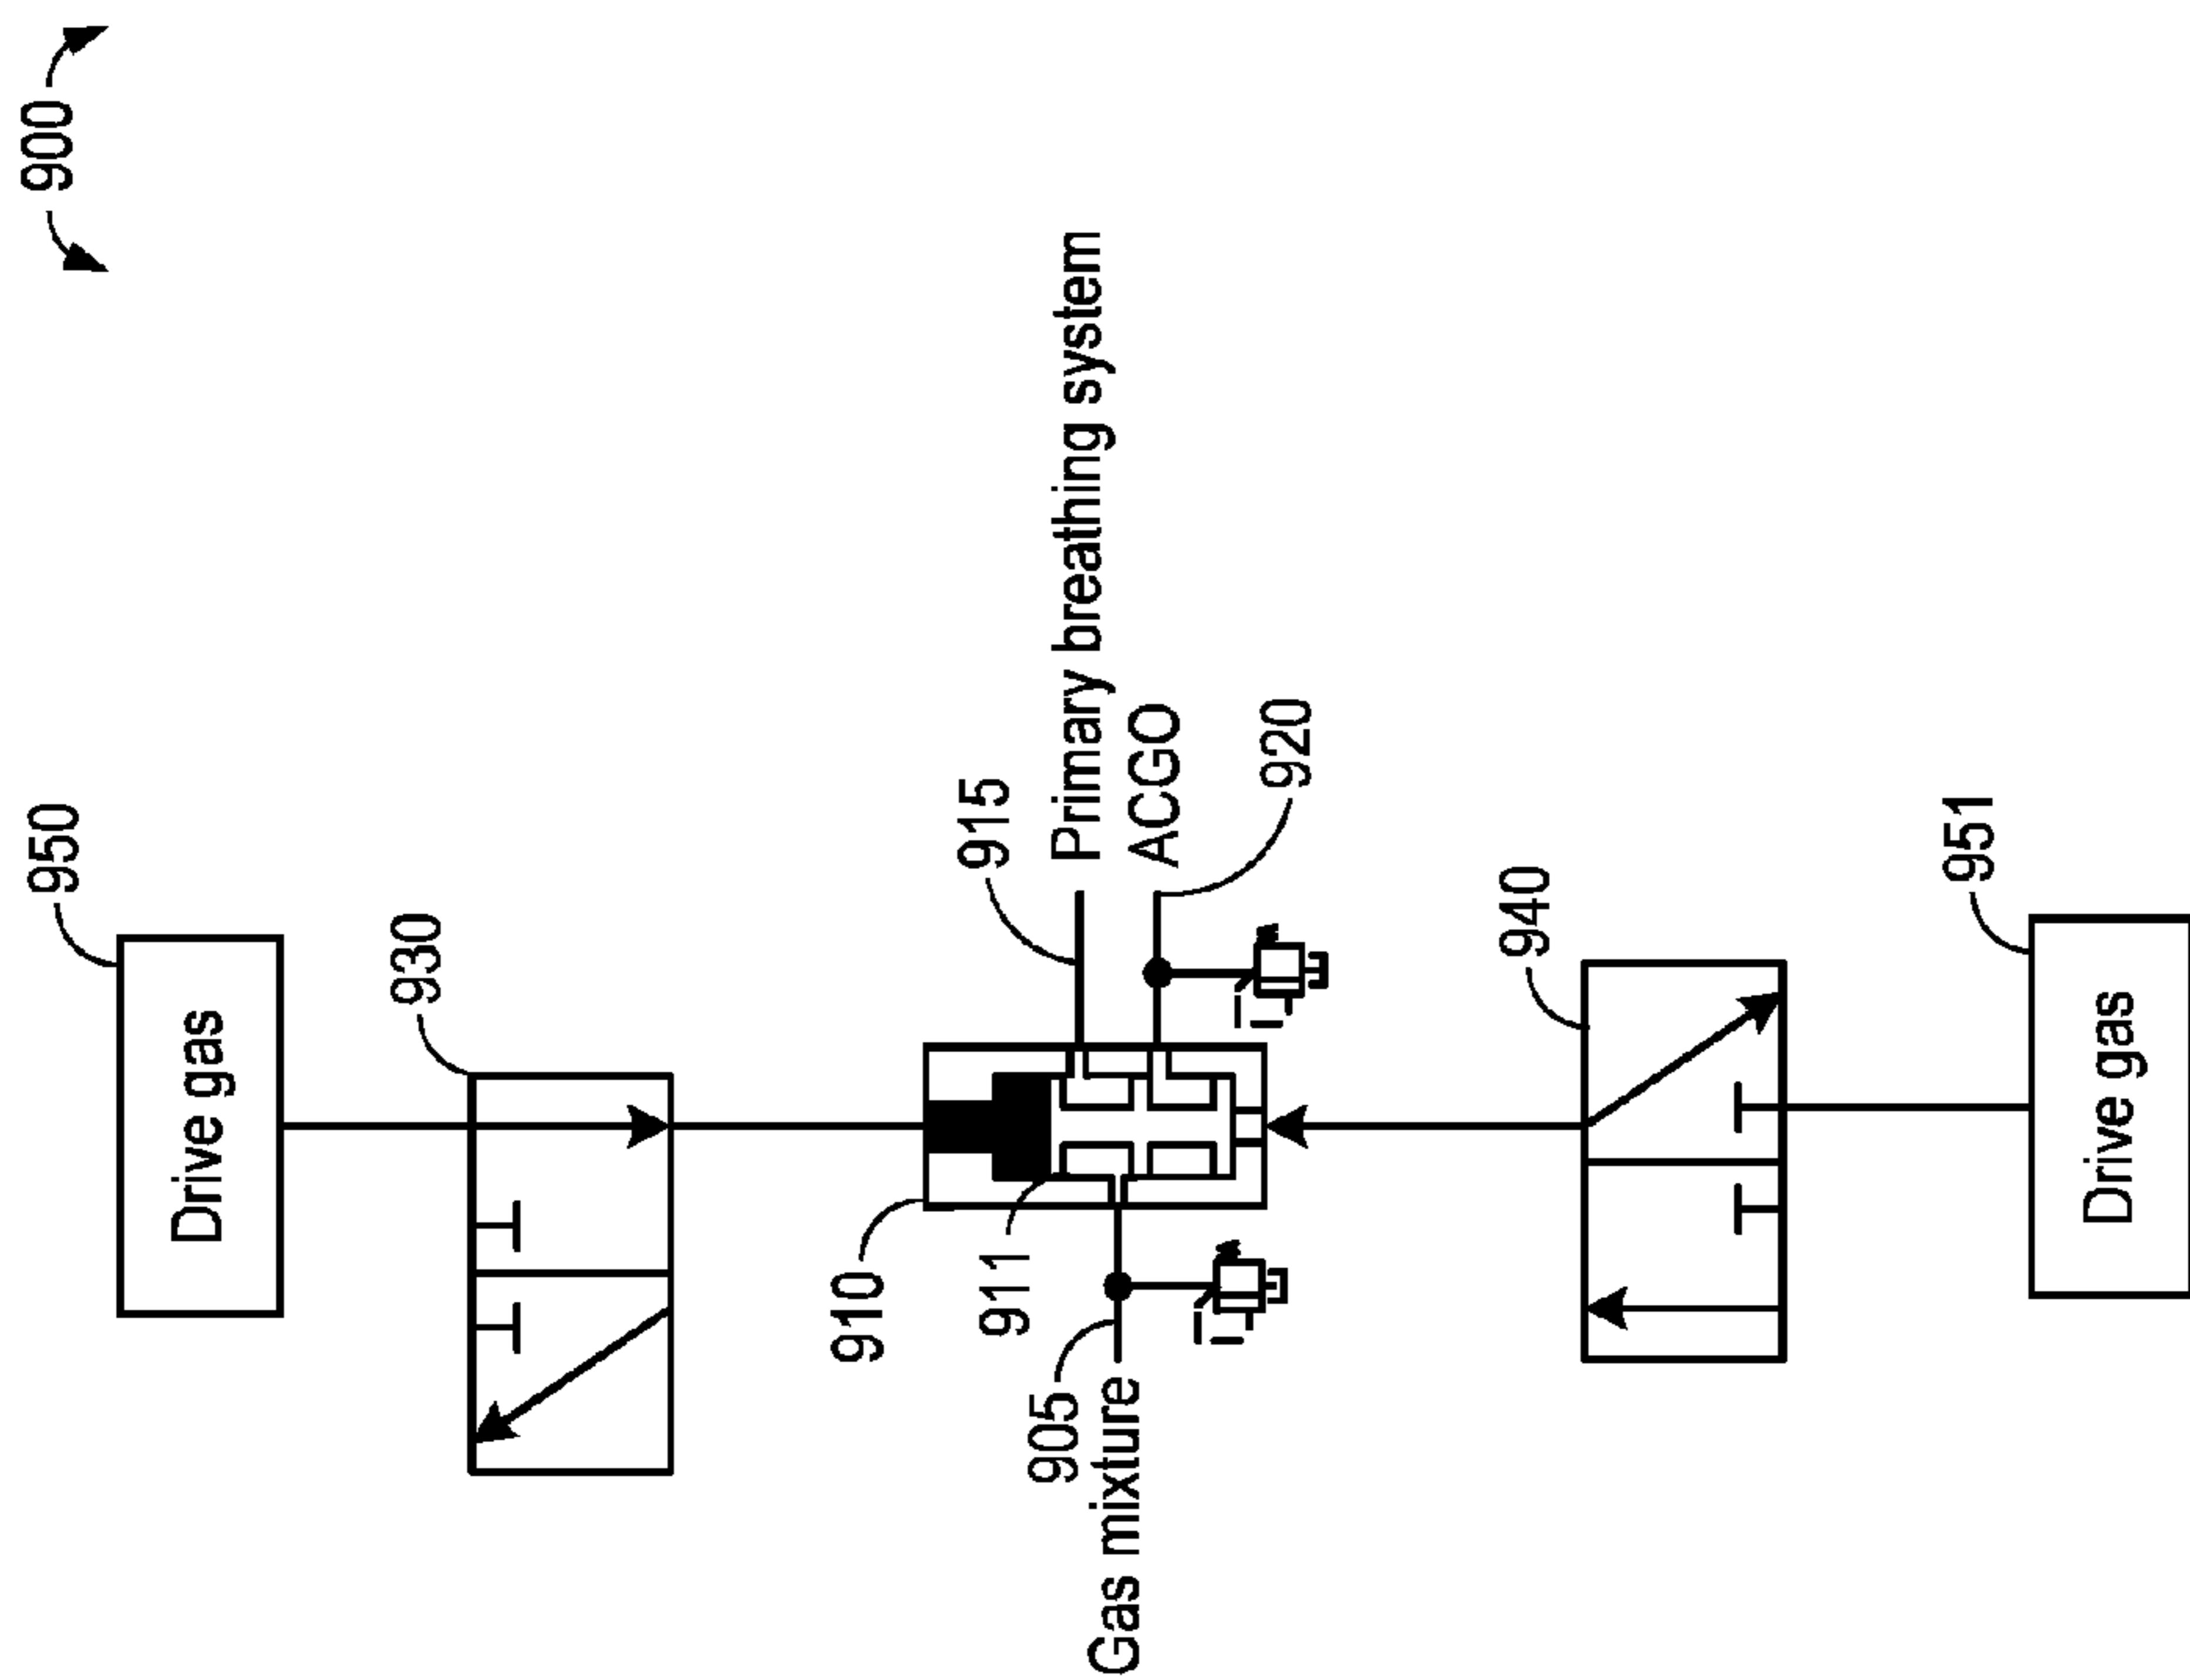 900
950
Drive gas
930
910
911
905
Gas mixture
915
Primary breathing system
ACGO
920
940
951
Drive gas